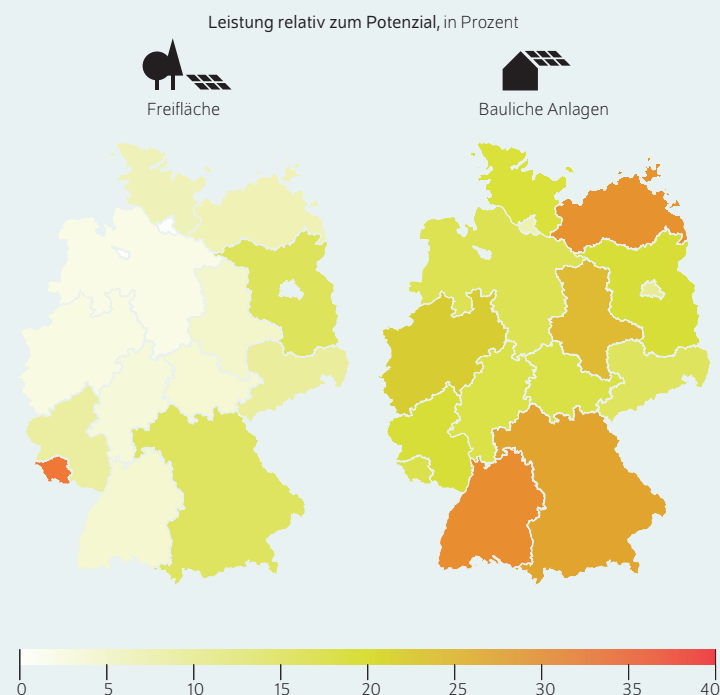 Leistung relativ zum Potenzial, in Prozent
Freifläche
Bauliche Anlagen
0 5 10 15 20 25 30 35 40